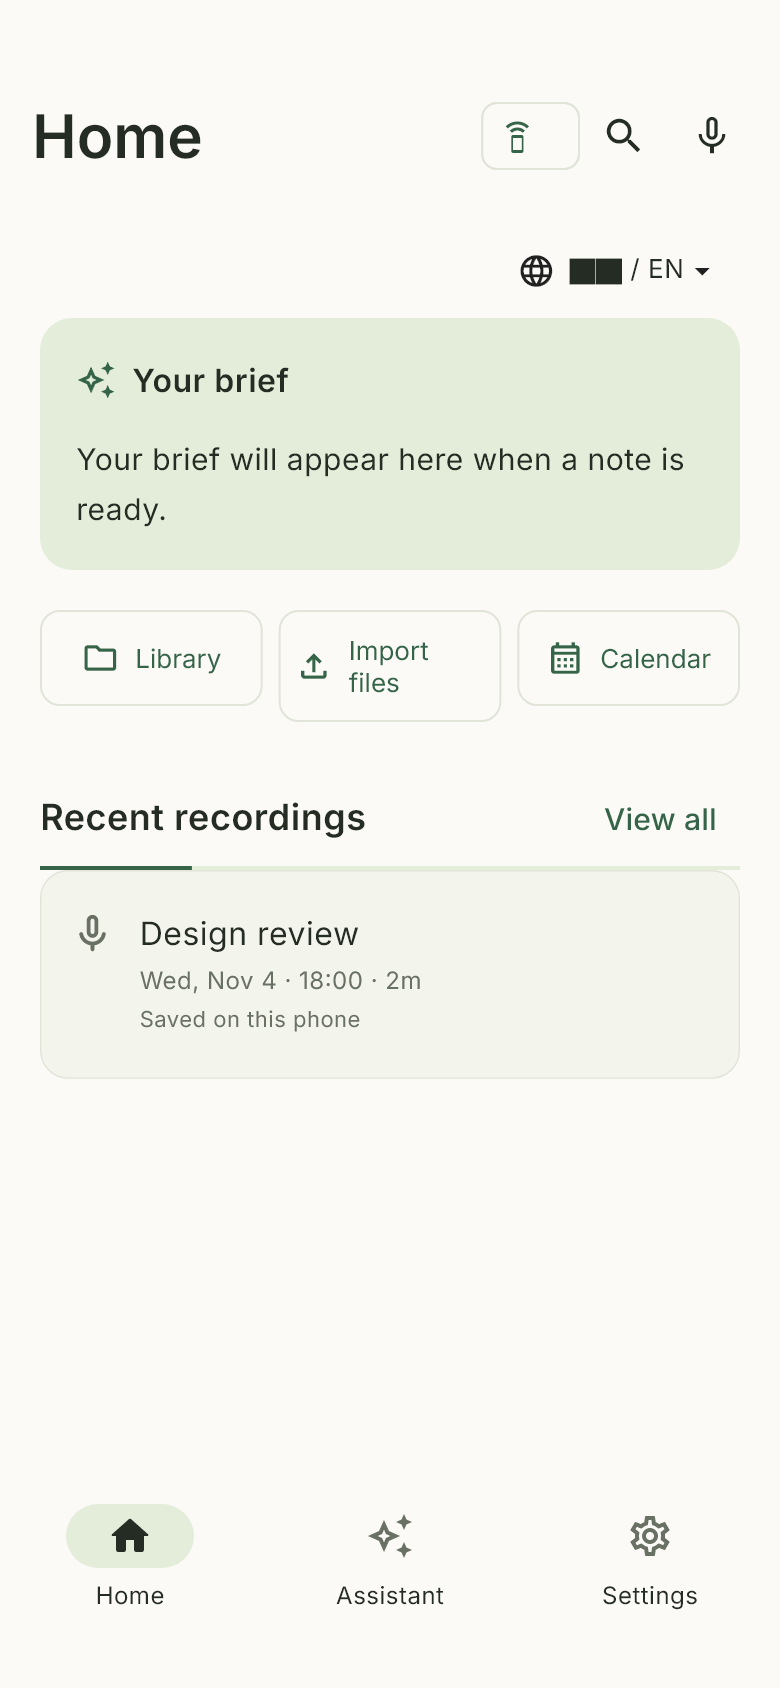 Home
/ EN
Your brief
Your brief will appear here when a note is
ready.
Library
Import
files
Calendar
Recent recordings
View all
Design review
Wed, Nov 4 · 18:00 · 2m
Saved on this phone
Home
Assistant
Settings